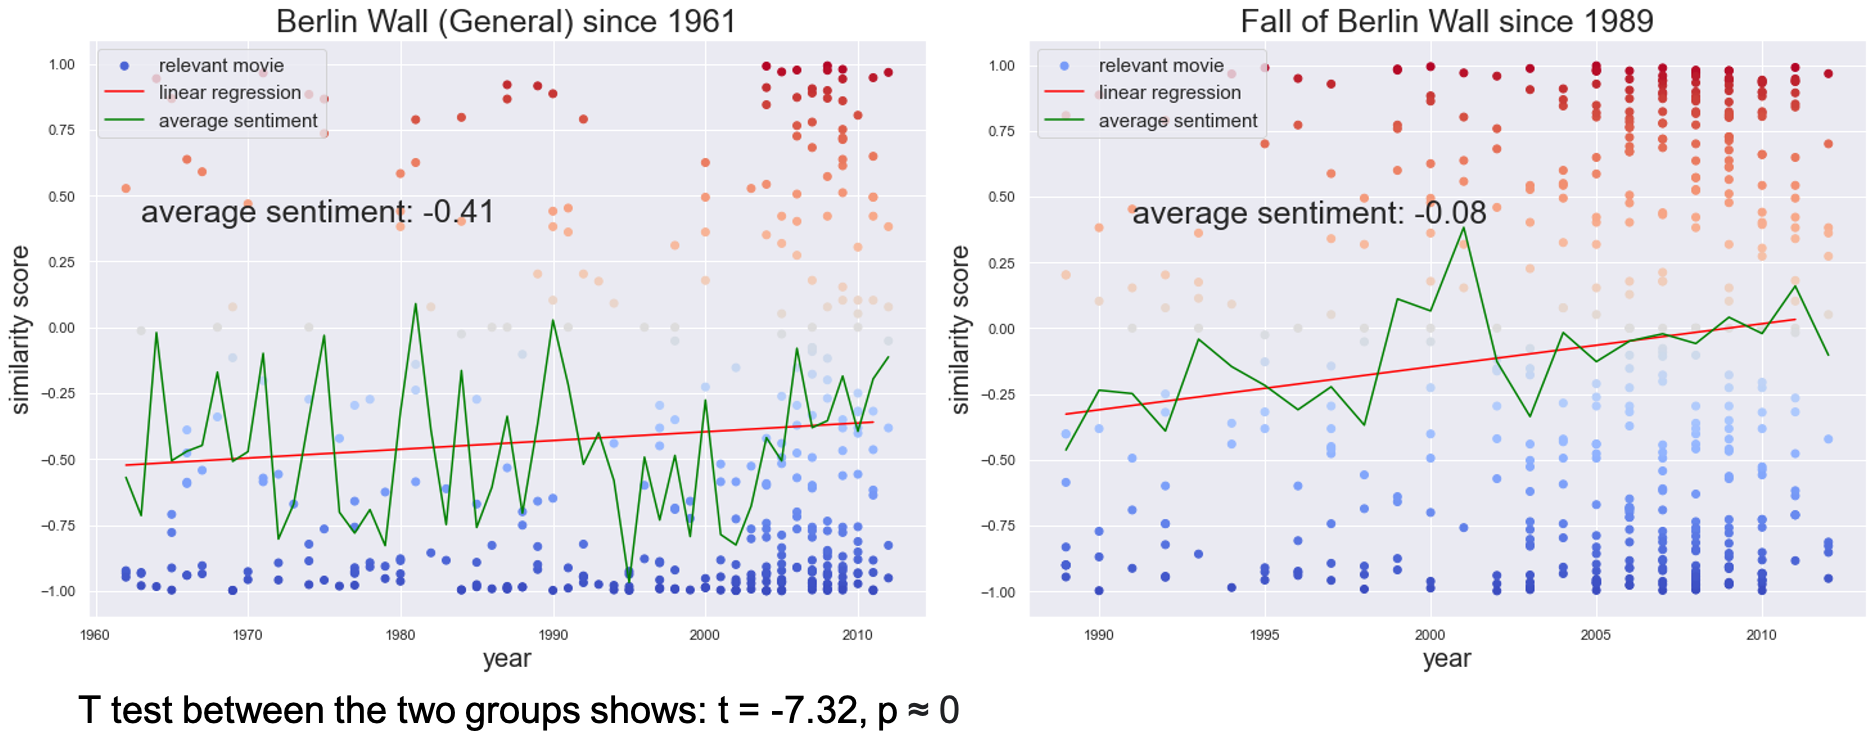 Berlin Wall (General) since 1961
relevant movie
linear regression
average sentiment
average sentiment: -0.41
similarity score
1.00
0.75
0.50
0.25
0.00
−0.25
−0.50
−0.75
−1.00
1960 1970 1980 1990 2000 2010
year
Fall of Berlin Wall since 1989
relevant movie
linear regression
average sentiment
average sentiment: -0.08
similarity score
1.00
0.75
0.50
0.25
0.00
−0.25
−0.50
−0.75
−1.00
1990 1995 2000 2005 2010
year
T test between the two groups shows: t = -7.32, p ≈ 0